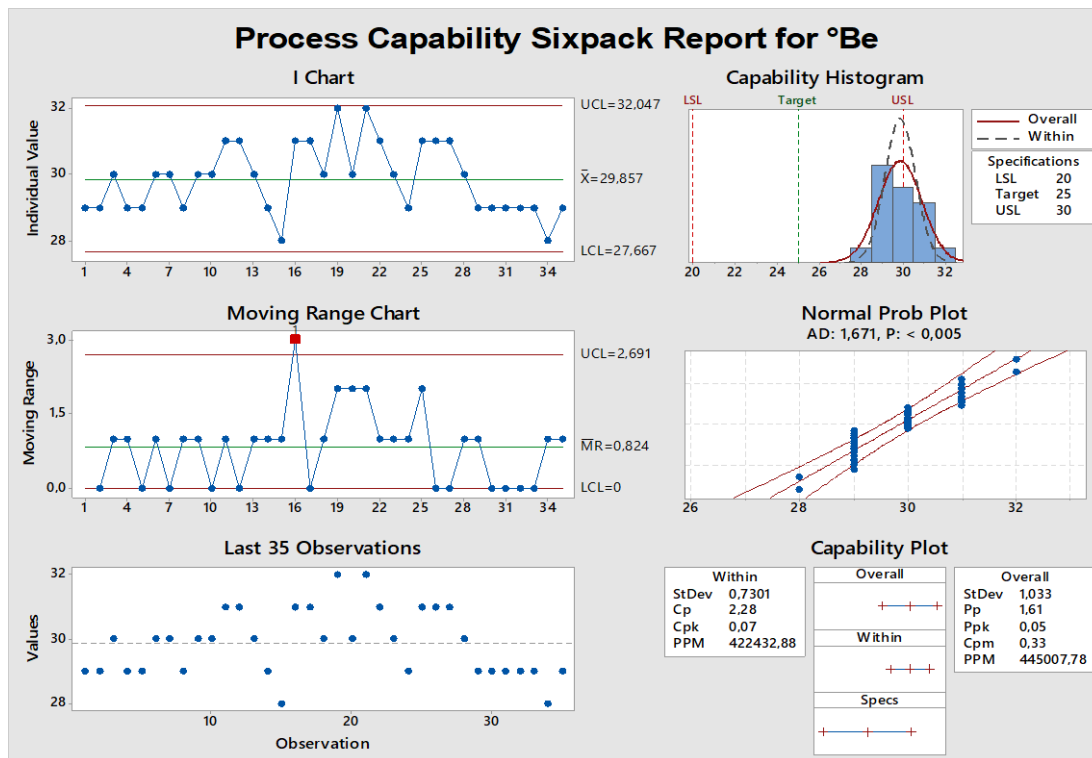 Process Capability Sixpack Report for °Be
I Chart
Individual Value
32
30
28
1 4 7 10 13 16 19 22 25 28 31 34
UCL=32,047
X̄=29,857
LCL=27,667
Capability Histogram
LSL Target USL
20 22 24 26 28 30 32
Overall
Within
Specifications
LSL 20
Target 25
USL 30
Moving Range Chart
Moving Range
3,0
1,5
0,0
1 4 7 10 13 16 19 22 25 28 31 34
1
UCL=2,691
M̄R̄=0,824
LCL=0
Normal Prob Plot
AD: 1,671, P: < 0,005
26 28 30 32
Last 35 Observations
Values
32
30
28
10 20 30
Observation
Capability Plot
Within
StDev 0,7301
Cp 2,28
Cpk 0,07
PPM 422432,88
Overall
Within
Specs
Overall
StDev 1,033
Pp 1,61
Ppk 0,05
Cpm 0,33
PPM 445007,78